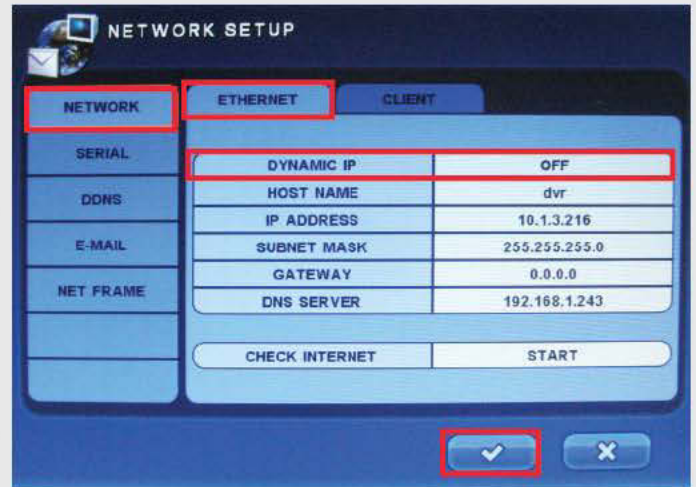 NETWORK SETUP
NETWORK
SERIAL
DDNS
E-MAIL
NET FRAME
ETHERNET CLIENT
DYNAMIC IP OFF
HOST NAME dvr
IP ADDRESS 10.1.3.216
SUBNET MASK 255.255.255.0
GATEWAY 0.0.0.0
DNS SERVER 192.168.1.243
CHECK INTERNET START